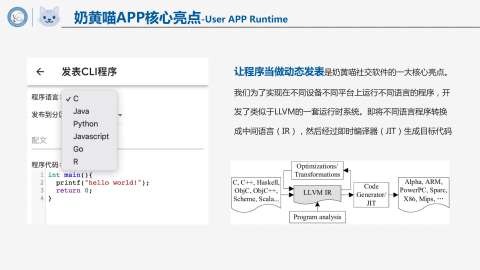 奶黄喵APP核心亮点-User APP Runtime
发表CLI程序
程序语言:
✓ C
Java
Python
Javascript
Go
R
发布到分区
配文
程序代码:
1 int main(){
2 printf("hello world!");
3 return 0;
4 }
让程序当做动态发表是奶黄喵社交软件的一大核心亮点。
我们为了实现在不同设备不同平台上运行不同语言的程序，开
发了类似于LLVM的一套运行时系统。即将不同语言程序转换
成中间语言（IR），然后经过即时编译器（JIT）生成目标代码
Optimizations/
Transformations
C, C++, Haskell,
ObjC, ObjC++,
Scheme, Scala...
LLVM IR
Code
Generator/
JIT
Alpha, ARM,
PowerPC, Sparc,
X86, Mips, ...
Program analysis